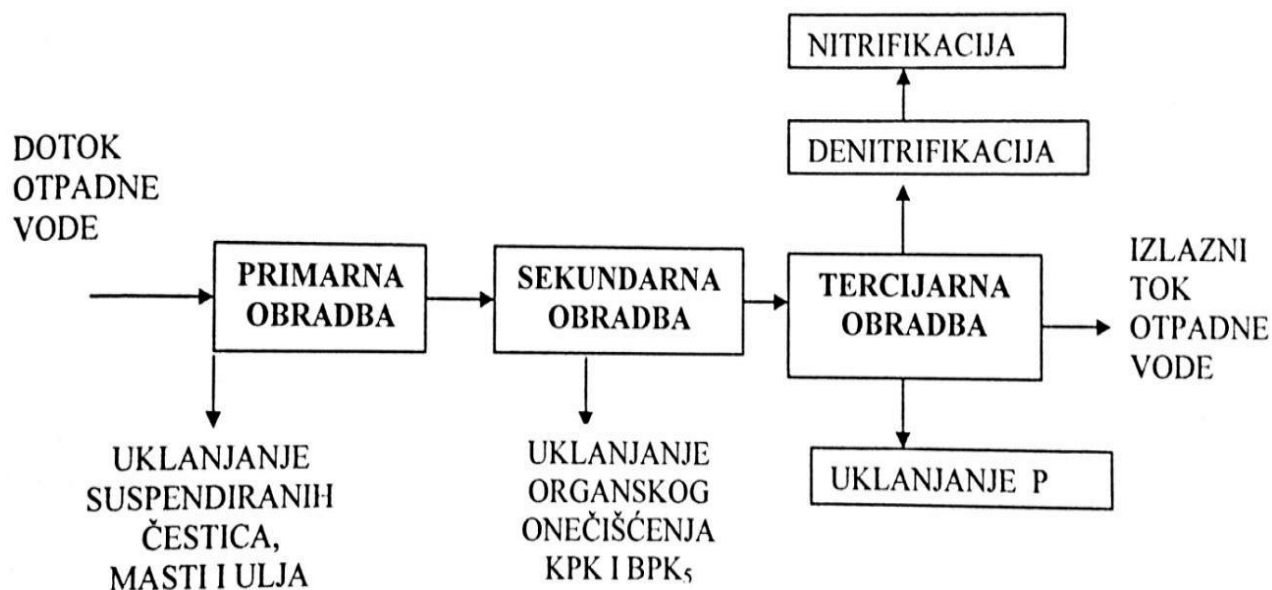 DOTOK
OTPADNE
VODE
PRIMARNA
OBRADBA
UKLANJANJE
SUSPENDIRANIH
ČESTICA,
MASTI I ULJA
SEKUNDARNA
OBRADBA
UKLANJANJE
ORGANSKOG
ONEČIŠĆENJA
KPK I BPK₅
NITRIFIKACIJA
DENITRIFIKACIJA
TERCIJARNA
OBRADBA
UKLANJANJE P
IZLAZNI
TOK
OTPADNE
VODE